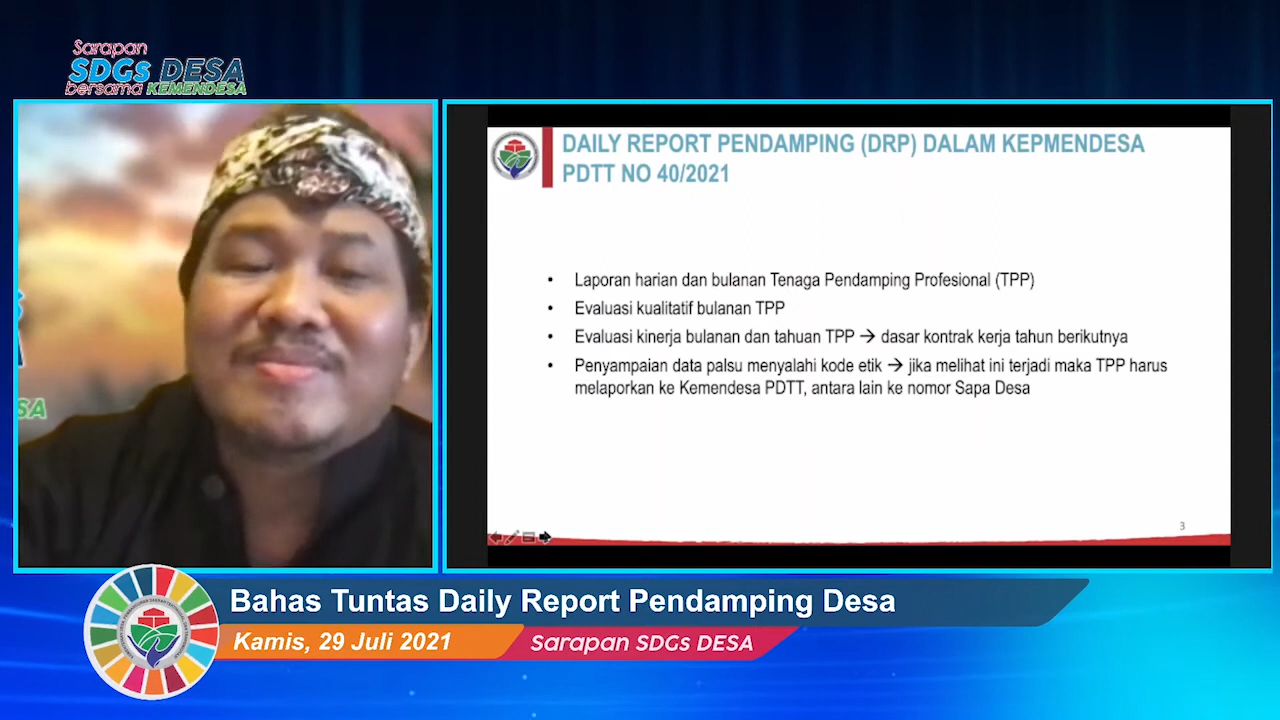 Sarapan
SDGs DESA
bersama KEMENDESA
SA
DAILY REPORT PENDAMPING (DRP) DALAM KEPMENDESA
PDTT NO 40/2021
• Laporan harian dan bulanan Tenaga Pendamping Profesional (TPP)
• Evaluasi kualitatif bulanan TPP
• Evaluasi kinerja bulanan dan tahuan TPP → dasar kontrak kerja tahun berikutnya
• Penyampaian data palsu menyalahi kode etik → jika melihat ini terjadi maka TPP harus
melaporkan ke Kemendesa PDTT, antara lain ke nomor Sapa Desa
3
Bahas Tuntas Daily Report Pendamping Desa
Kamis, 29 Juli 2021
Sarapan SDGs DESA